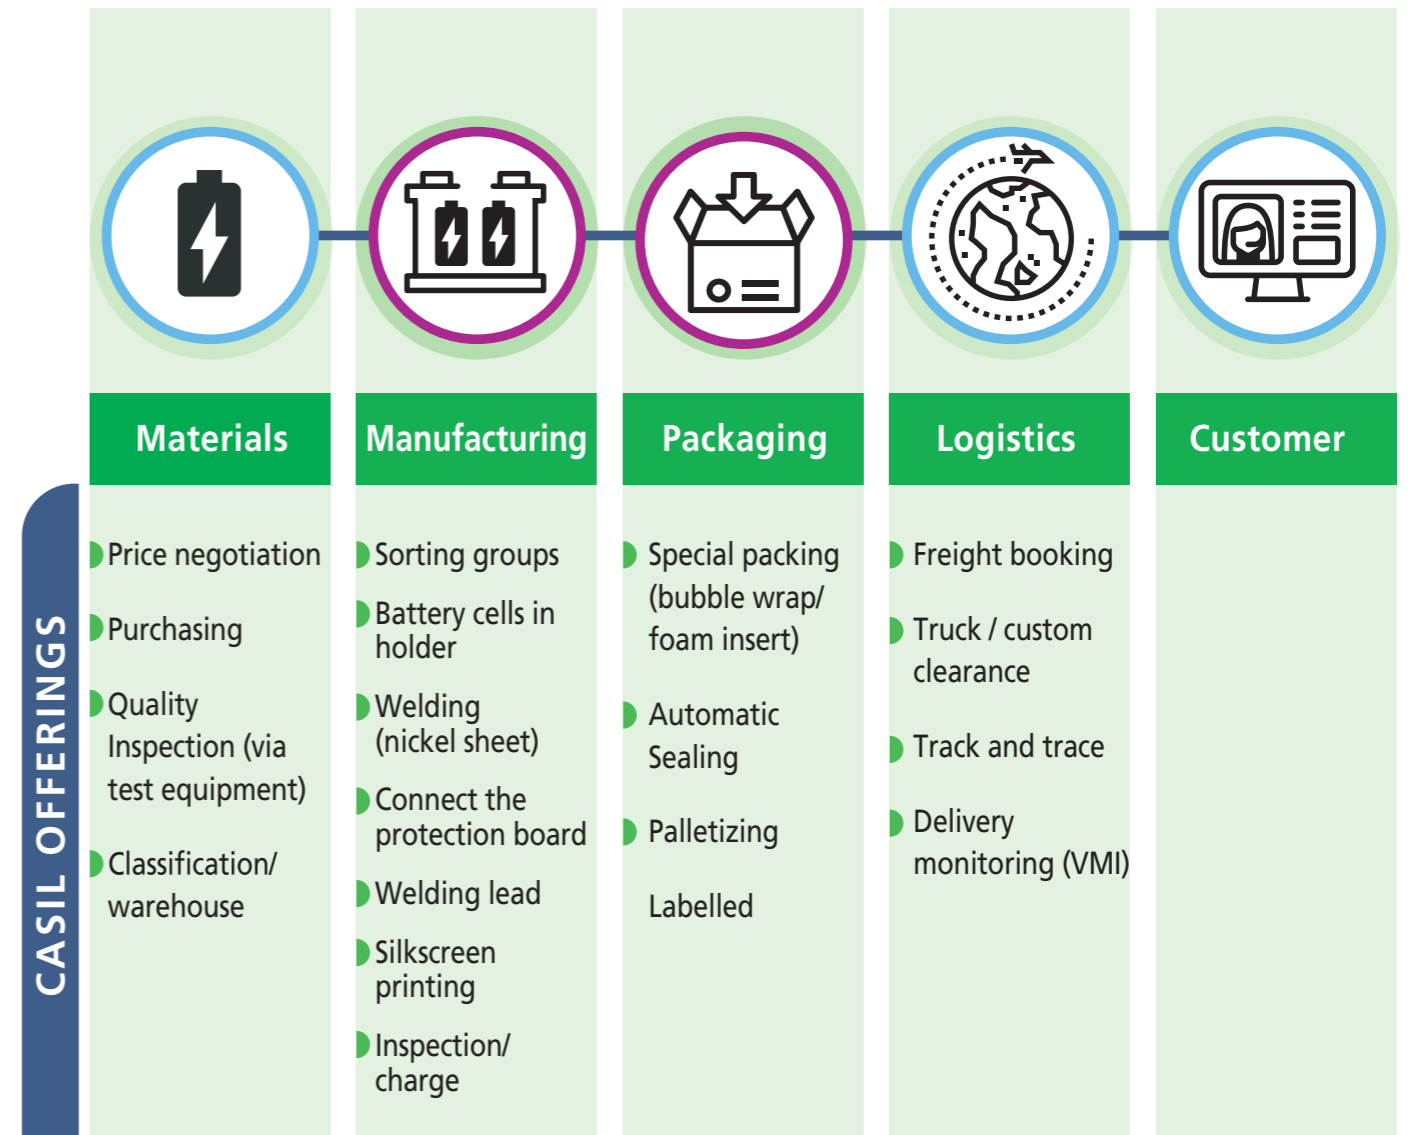 Materials
Manufacturing
Packaging
Logistics
Customer
CASIL OFFERINGS
Price negotiation
Purchasing
Quality
Inspection (via
test equipment)
Classification/
warehouse
Sorting groups
Battery cells in
holder
Welding
(nickel sheet)
Connect the
protection board
Welding lead
Silkscreen
printing
Inspection/
charge
Special packing
(bubble wrap/
foam insert)
Automatic
Sealing
Palletizing
Labelled
Freight booking
Truck / custom
clearance
Track and trace
Delivery
monitoring (VMI)